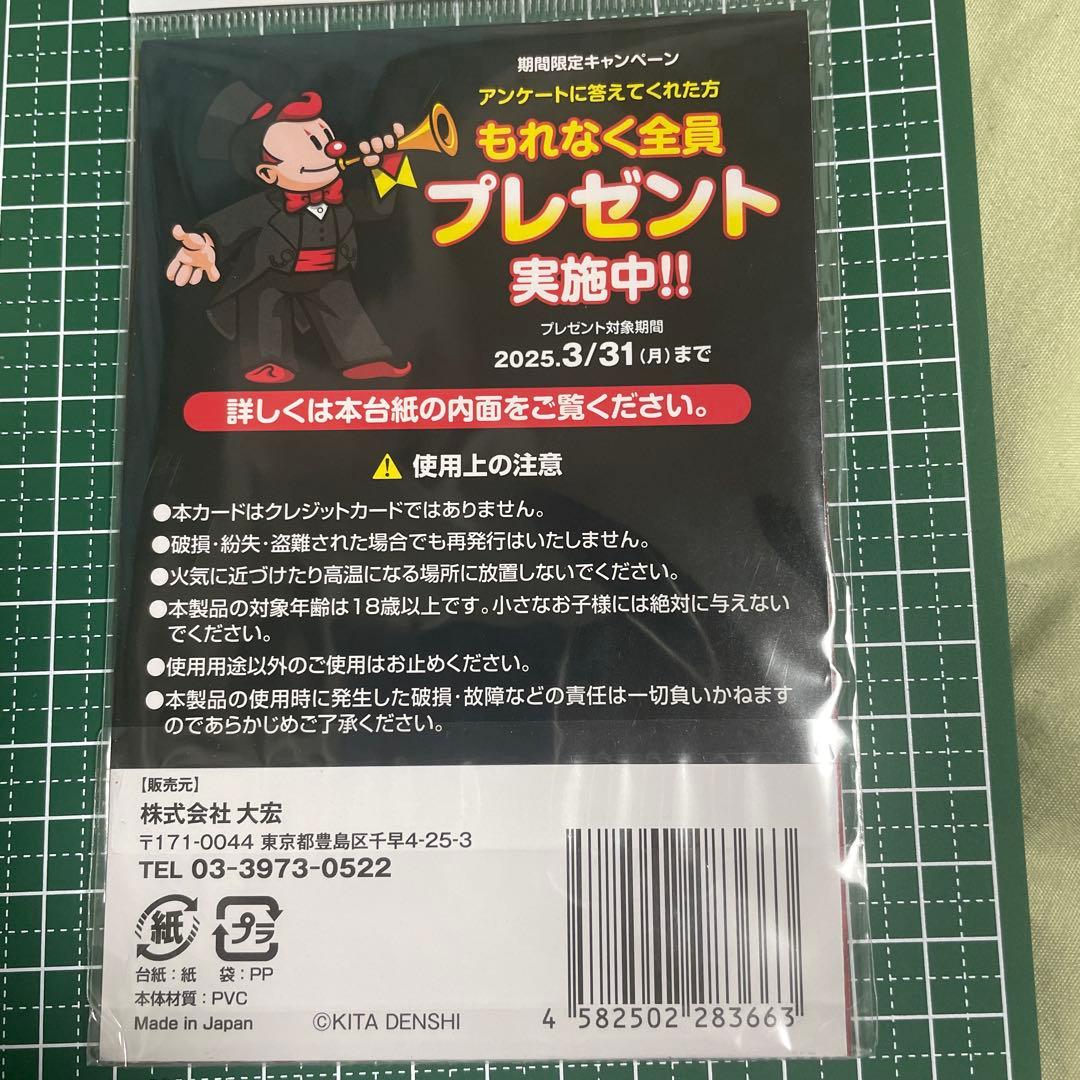 期間限定キャンペーン
アンケートに答えてくれた方
もれなく全員
プレゼント
実施中!!
プレゼント対象期間
2025.3/31(月)まで
詳しくは本台紙の内面をご覧ください。
使用上の注意
●本カードはクレジットカードではありません。
●破損・紛失・盗難された場合でも再発行はいたしません。
●火気に近づけたり高温になる場所に放置しないでください。
●本製品の対象年齢は18歳以上です。小さなお子様には絶対に与えない
でください。
●使用用途以外のご使用はお止めください。
●本製品の使用時に発生した破損・故障などの責任は一切負いかねます
のであらかじめご了承ください。
【販売元】
株式会社 大宏
〒171-0044 東京都豊島区千早4-25-3
TEL 03-3973-0522
紙 プラ
台紙：紙 袋：PP
本体材質：PVC
Made in Japan ©KITA DENSHI
4 582502 283663